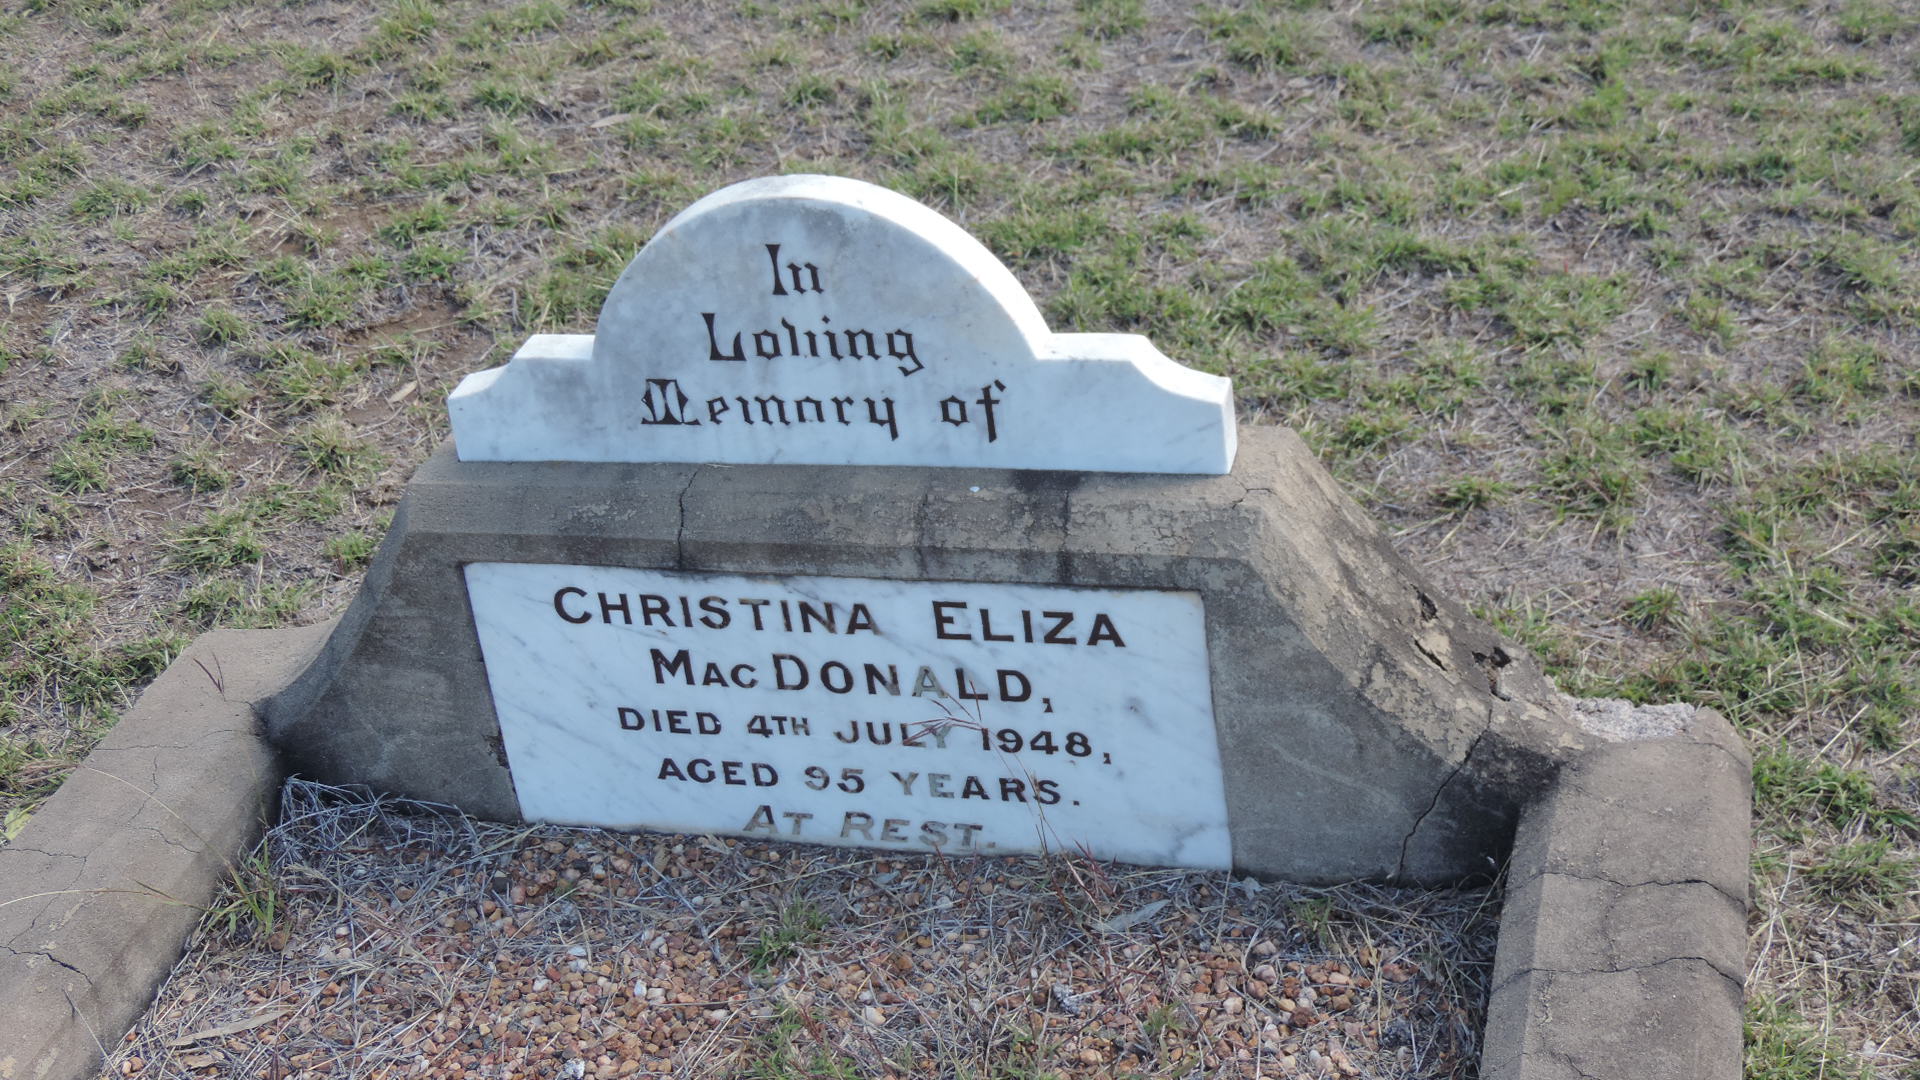 In
Loving
Memory of
CHRISTINA ELIZA
MACDONALD,
DIED 4TH JULY 1948,
AGED 95 YEARS.
AT REST.